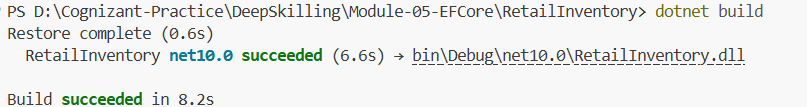 PS D:\Cognizant-Practice\DeepSkilling\Module-05-EFCore\RetailInventory> dotnet build
Restore complete (0.6s)
  RetailInventory net10.0 succeeded (6.6s) → bin\Debug\net10.0\RetailInventory.dll

Build succeeded in 8.2s